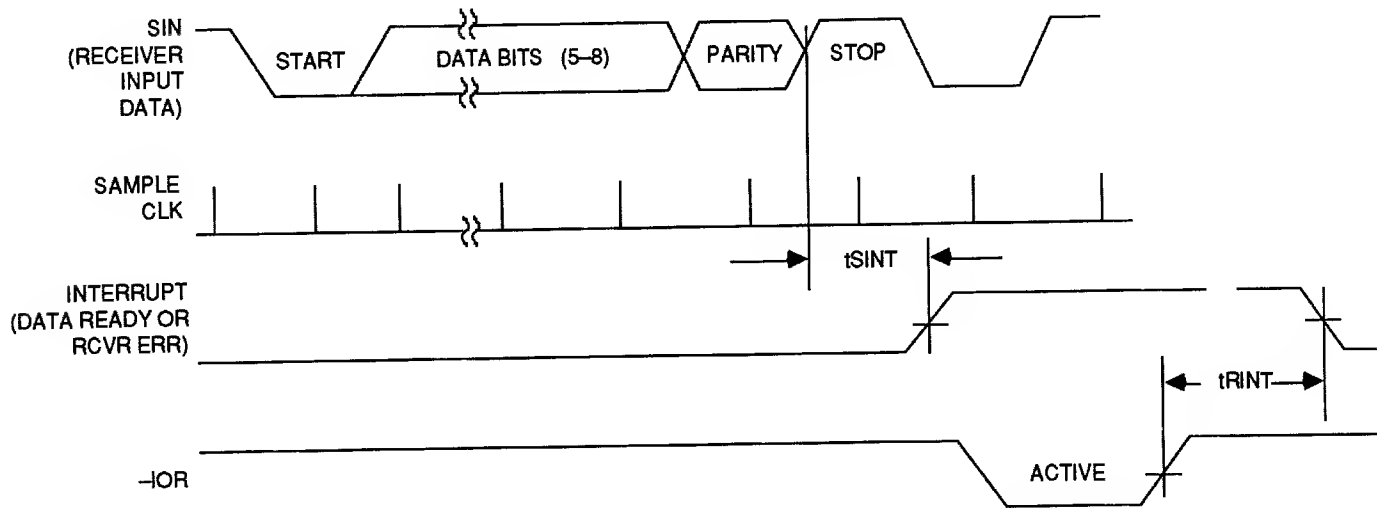 SIN
(RECEIVER
INPUT
DATA)
START
DATA BITS (5–8)
PARITY
STOP
SAMPLE
CLK
tSINT
INTERRUPT
(DATA READY OR
RCVR ERR)
tRINT
–IOR
ACTIVE